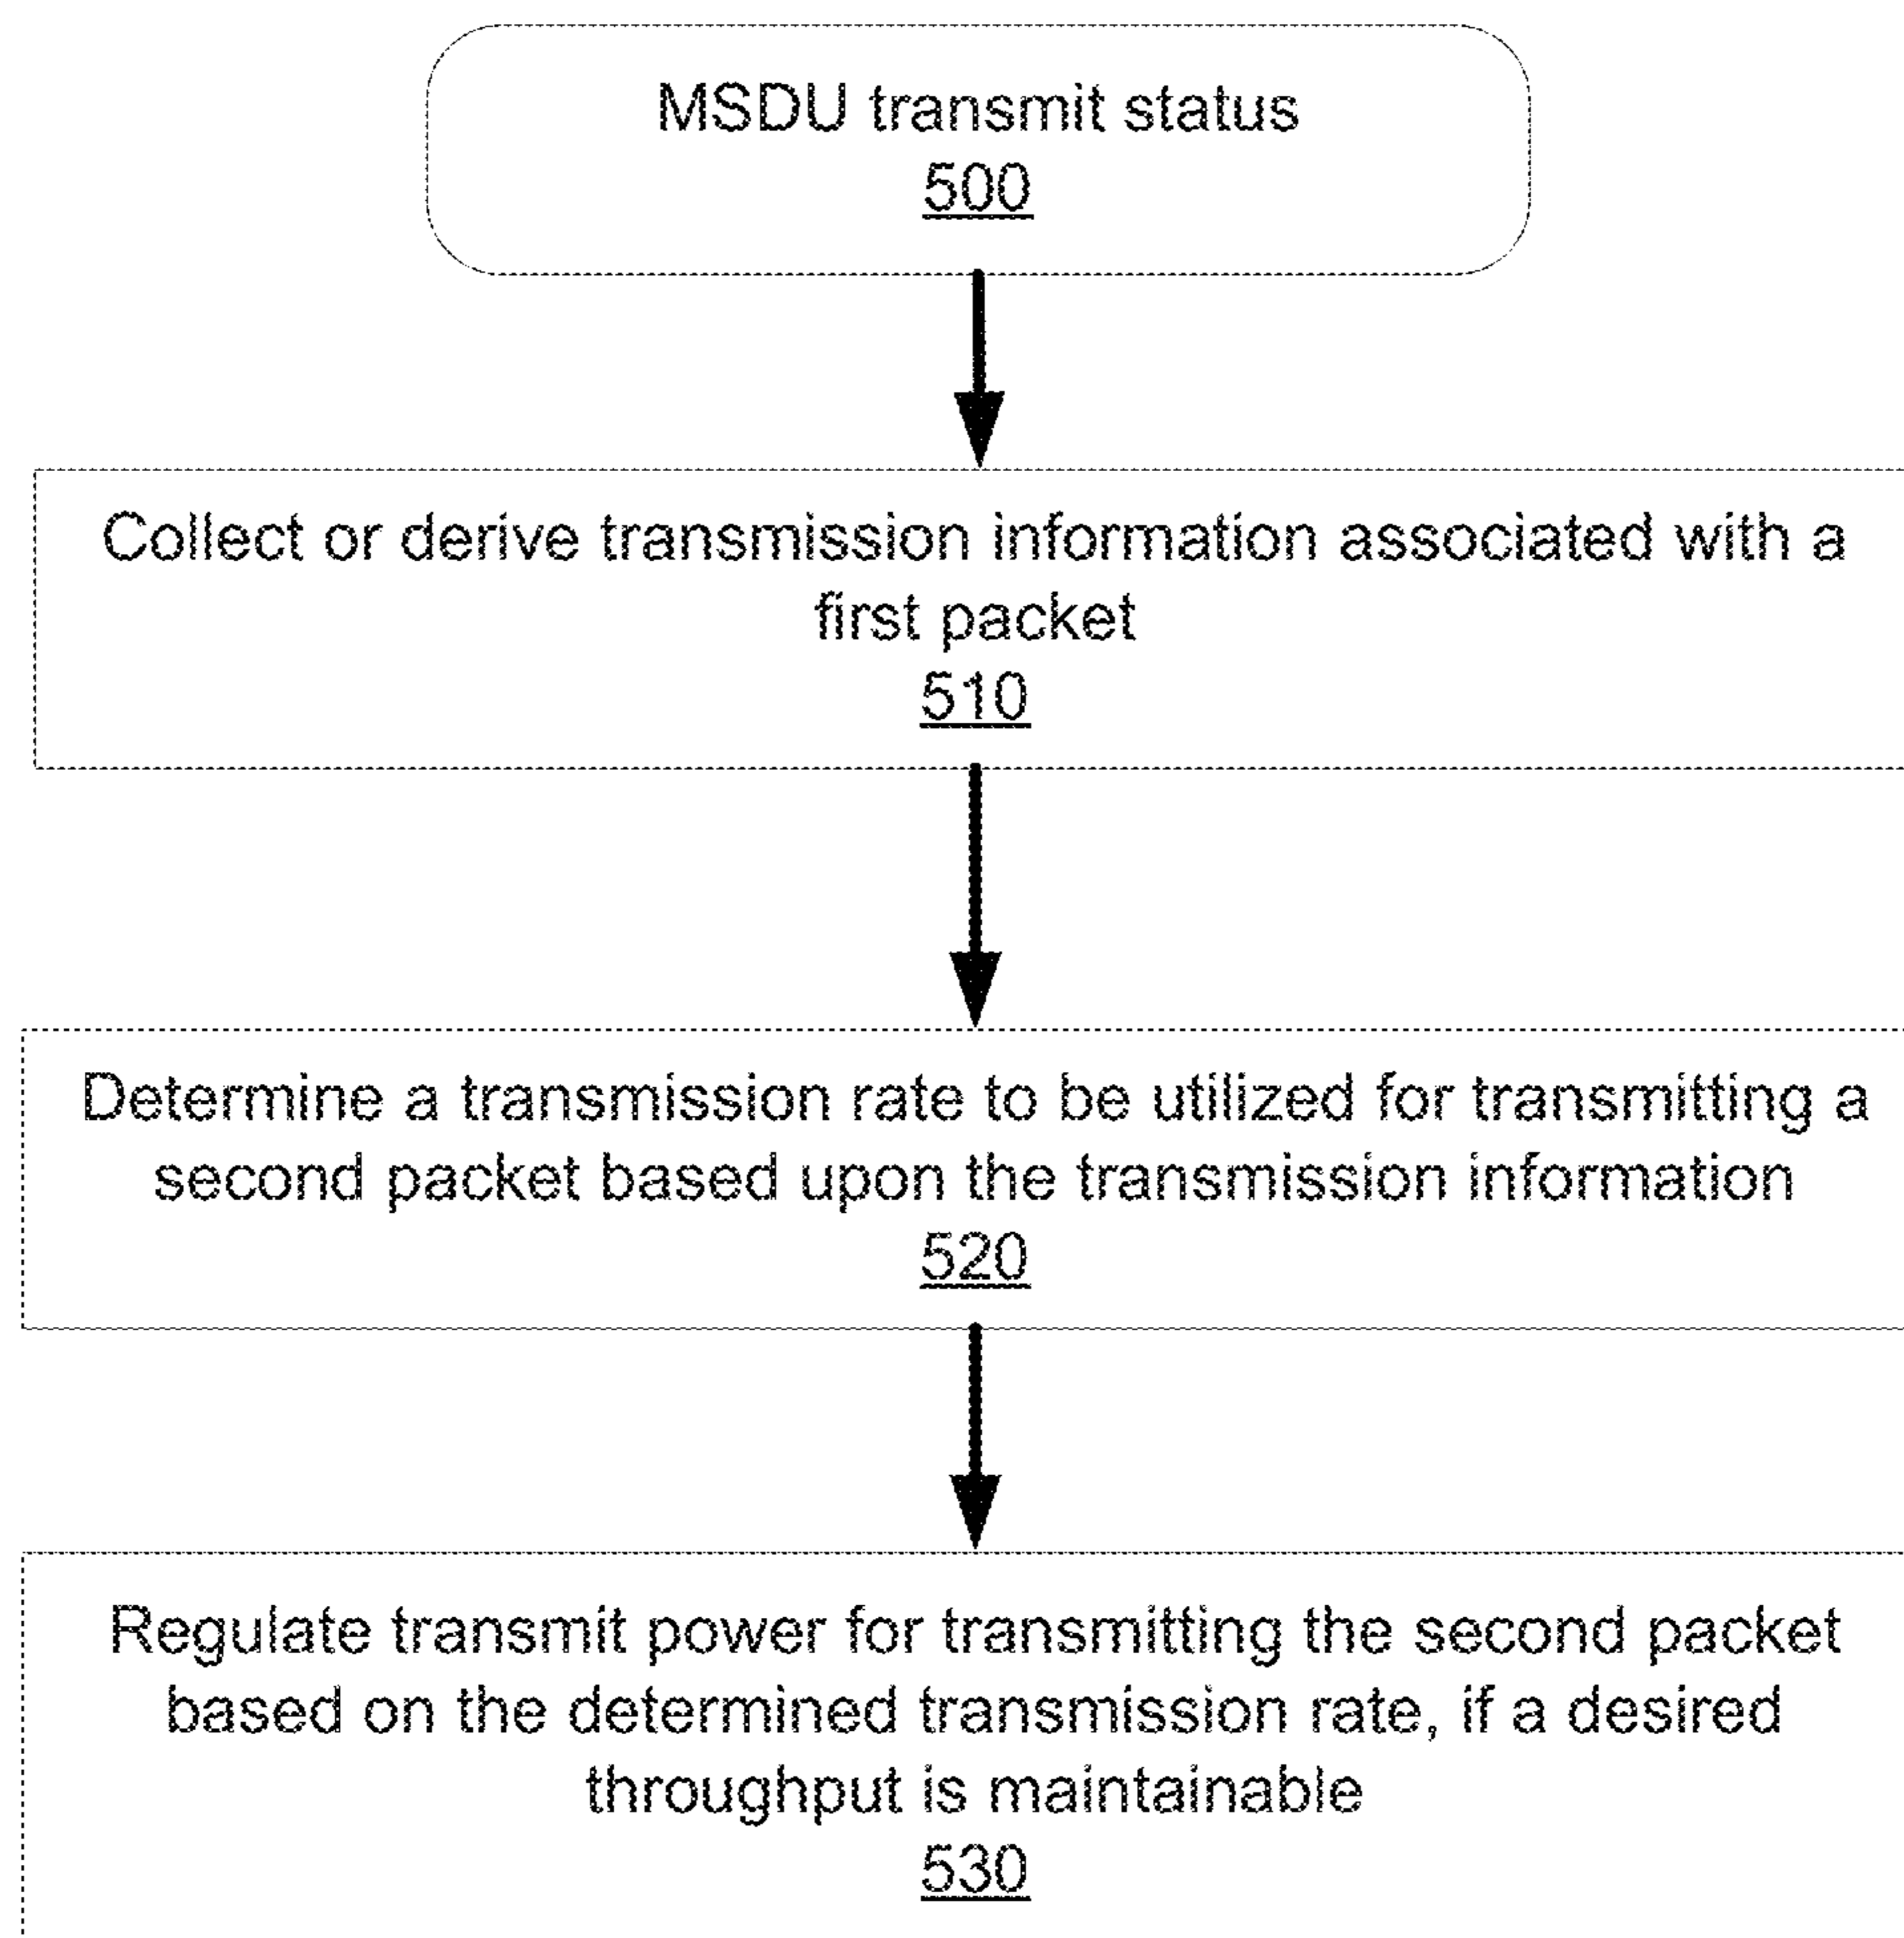 MSDU transmit status
500
Collect or derive transmission information associated with a
first packet
510
Determine a transmission rate to be utilized for transmitting a
second packet based upon the transmission information
520
Regulate transmit power for transmitting the second packet
based on the determined transmission rate, if a desired
throughput is maintainable
530